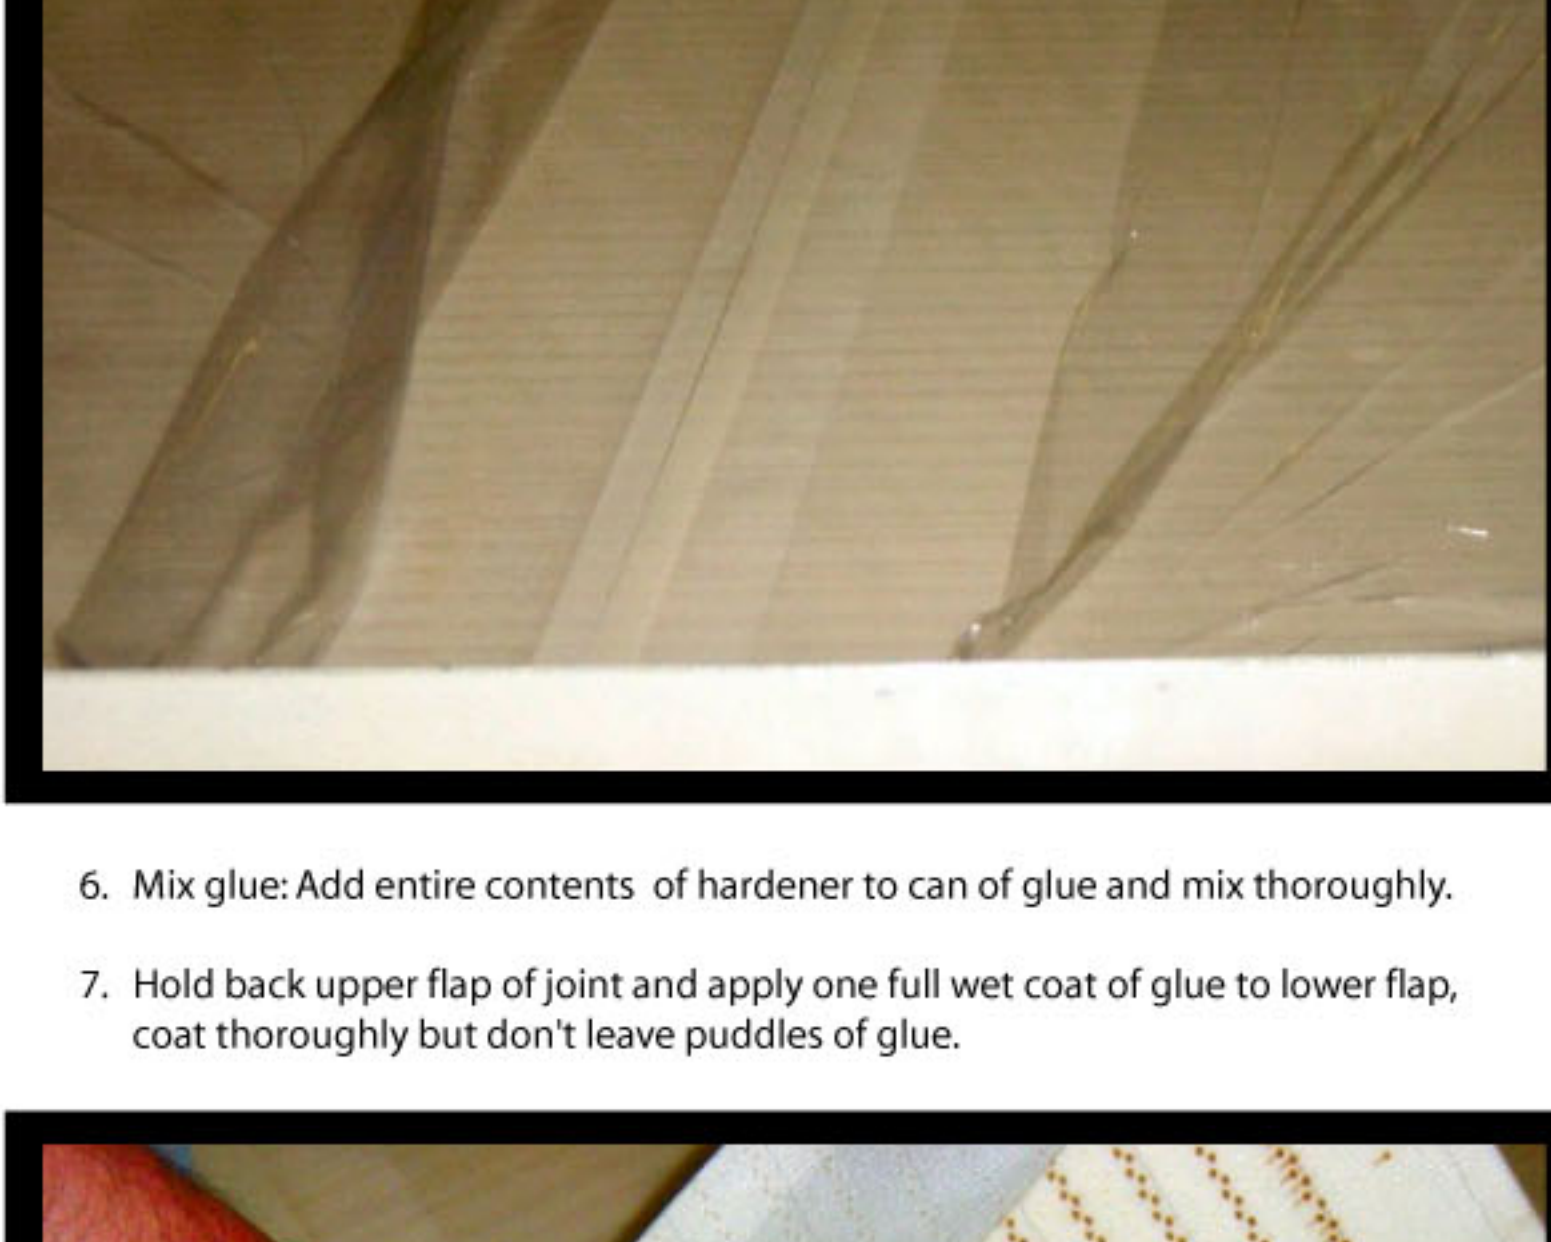 6. Mix glue: Add entire contents of hardener to can of glue and mix thoroughly.
7. Hold back upper flap of joint and apply one full wet coat of glue to lower flap,
coat thoroughly but don't leave puddles of glue.